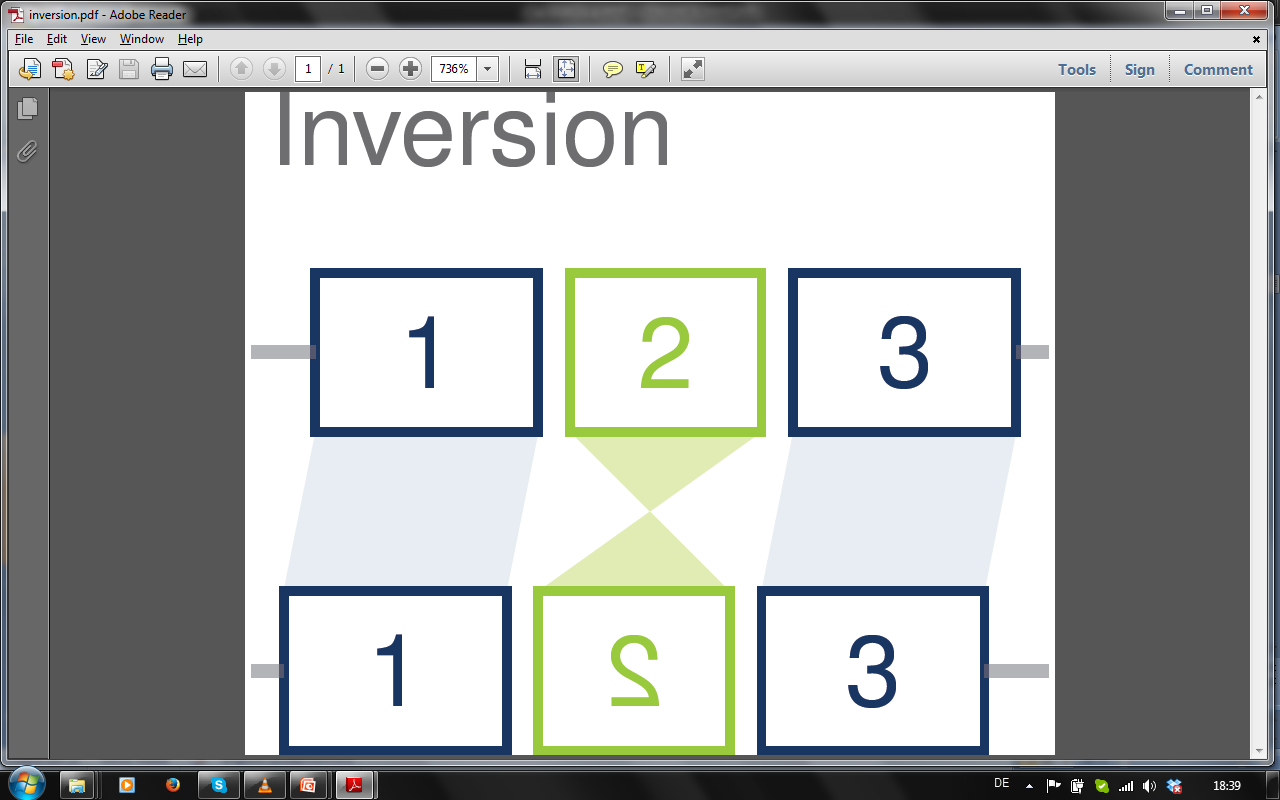 inversion.pdf - Adobe Reader
File Edit View Window Help
1 / 1 736% Tools Sign Comment
Inversion
1 2 3
1 2 3
DE 18:39